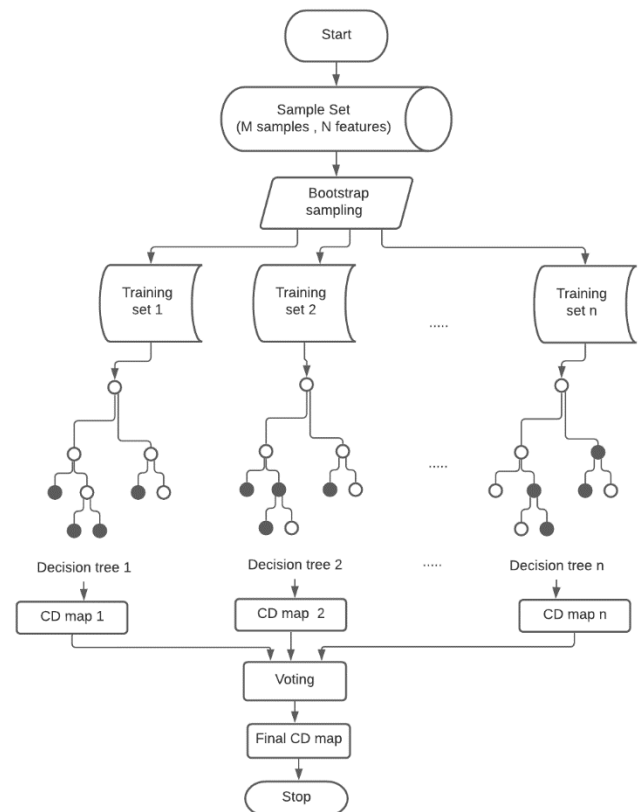 Start
Sample Set
(M samples , N features)
Bootstrap
sampling
Training
set 1
Training
set 2
.....
Training
set n
.....
Decision tree 1
Decision tree 2
.....
Decision tree n
CD map 1
CD map 2
CD map n
Voting
Final CD map
Stop